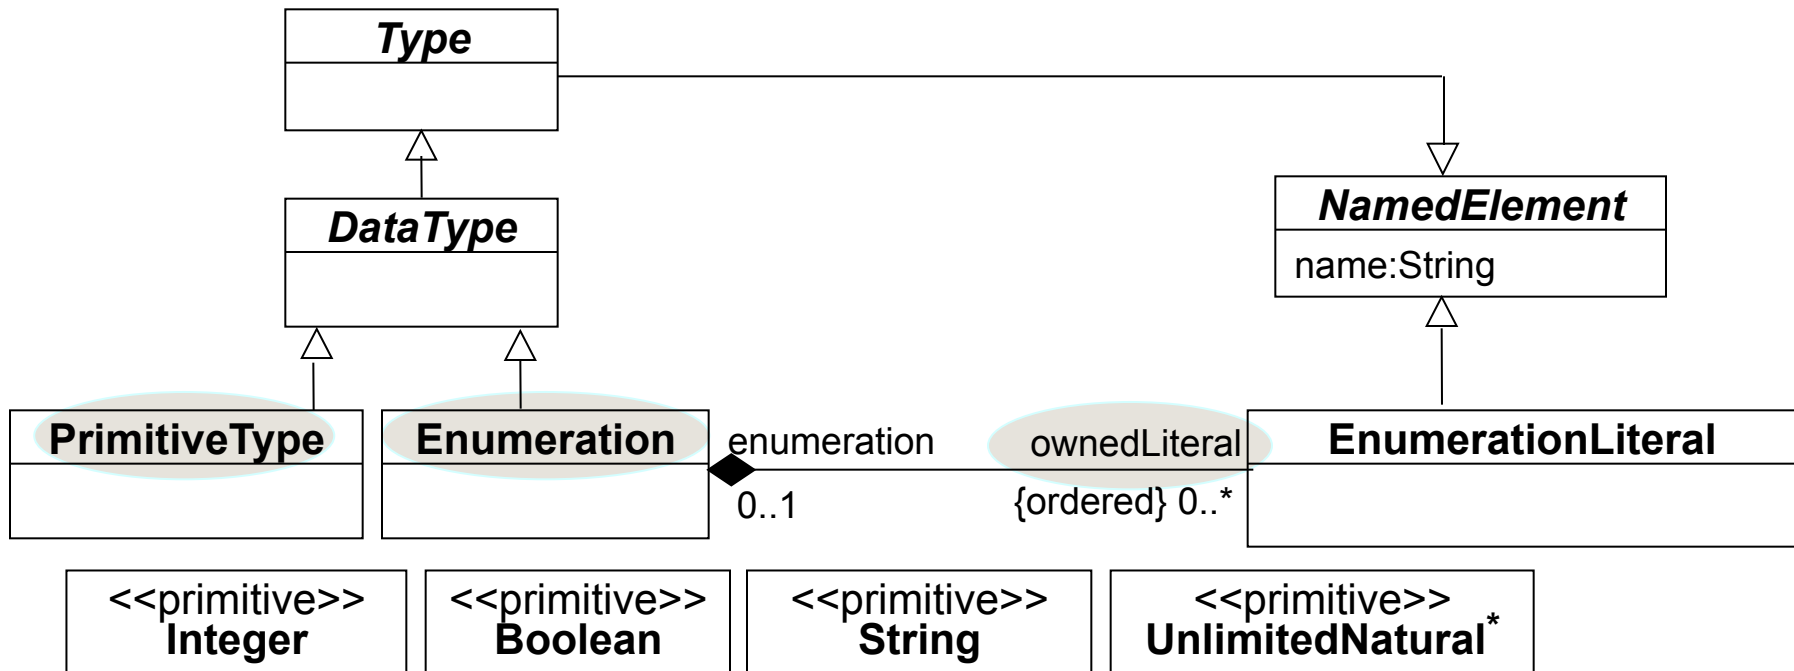 Type
DataType
NamedElement
name:String
PrimitiveType
Enumeration
enumeration
ownedLiteral
EnumerationLiteral
0..1
{ordered} 0..*
<<primitive>>
Integer
<<primitive>>
Boolean
<<primitive>>
String
<<primitive>>
UnlimitedNatural*